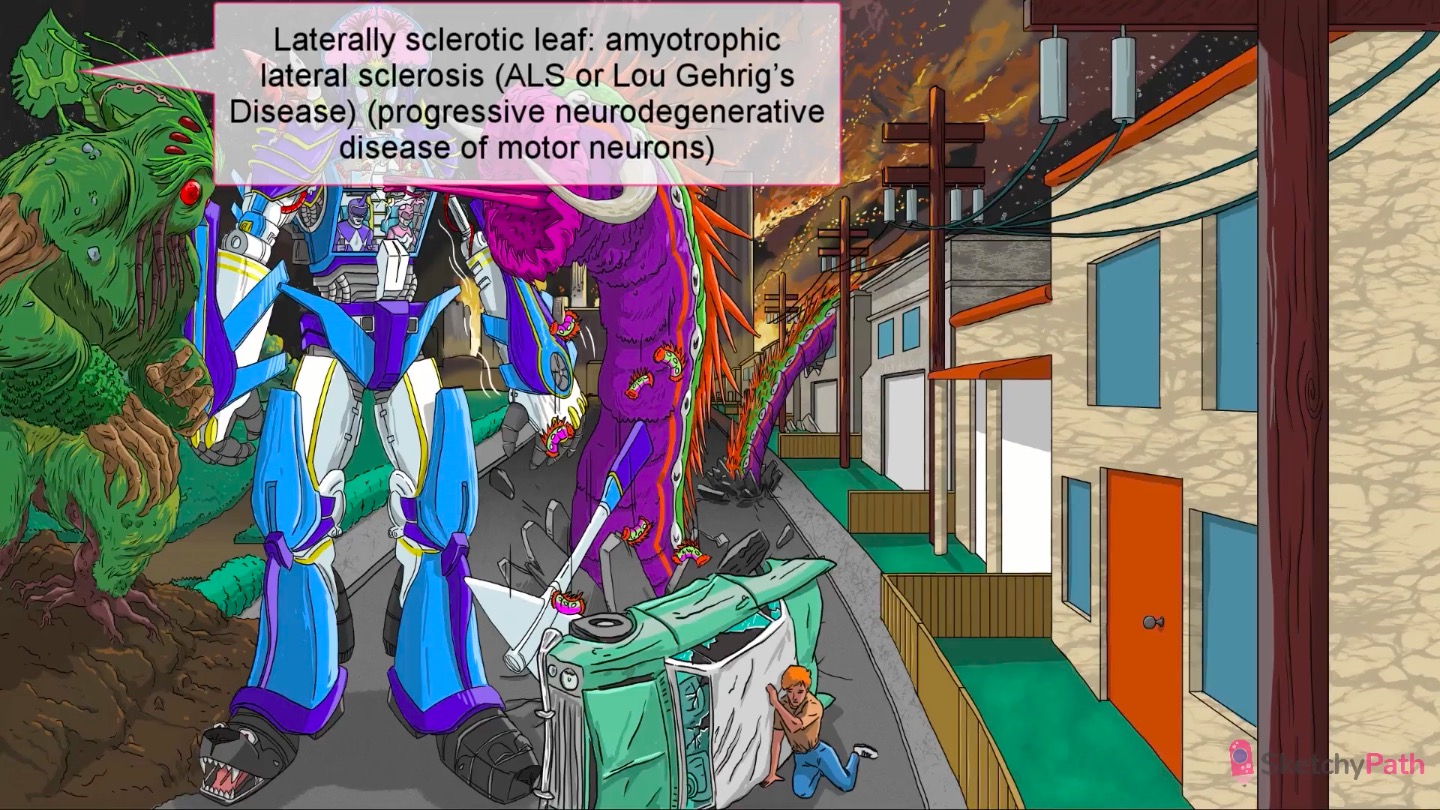 Laterally sclerotic leaf: amyotrophic
lateral sclerosis (ALS or Lou Gehrig's
Disease) (progressive neurodegenerative
disease of motor neurons)
SketchyPath